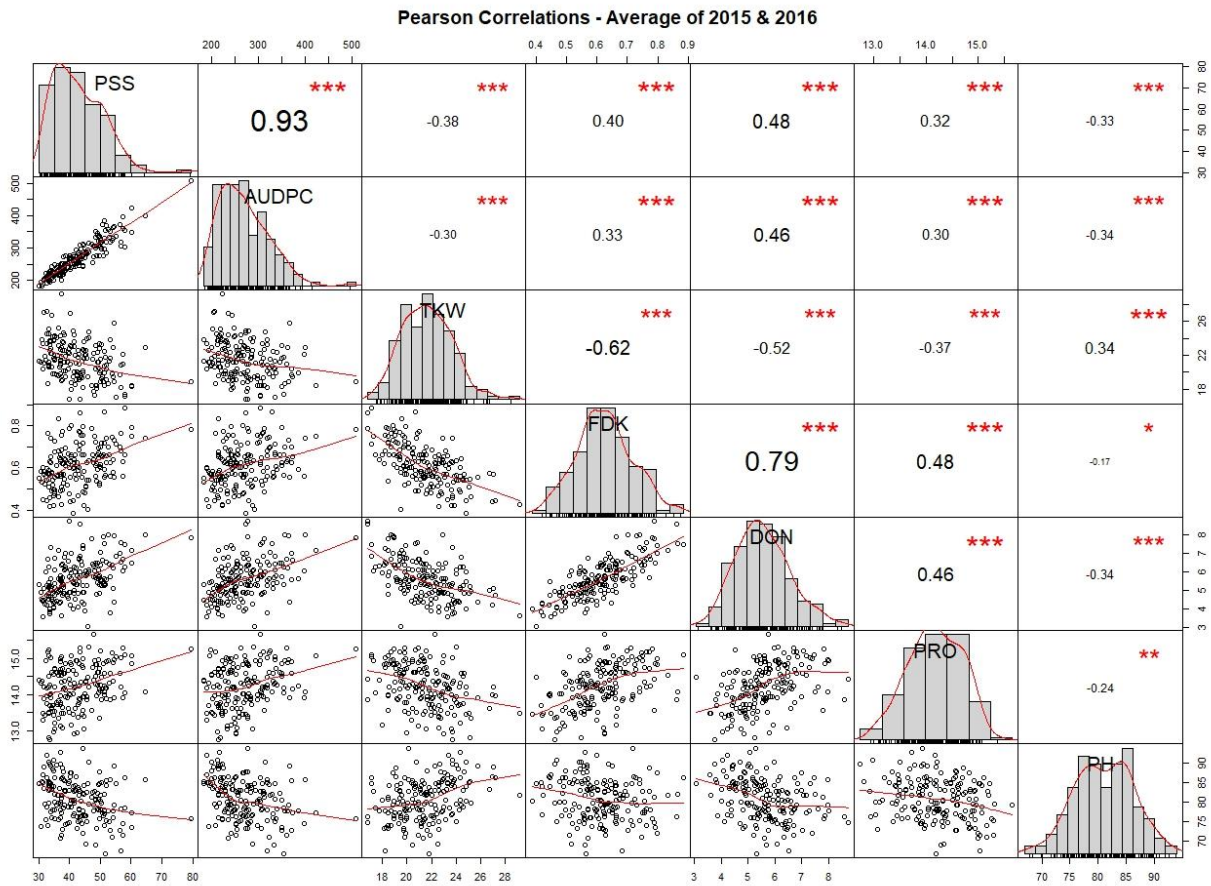 Pearson Correlations - Average of 2015 & 2016
200 300 400 500 0.4 0.5 0.6 0.7 0.8 0.9 13.0 14.0 15.0
PSS *** *** *** *** *** ***
0.93 -0.38 0.40 0.48 0.32 -0.33
30 40 50 60 70 80
AUDPC *** *** *** *** ***
-0.30 0.33 0.46 0.30 -0.34
200 300 400 500
TKW *** *** *** ***
-0.62 -0.52 -0.37 0.34
18 22 26
FDK *** *** *
0.79 0.48 -0.17
0.4 0.6 0.8
DON *** ***
0.46 -0.34
3 4 5 6 7 8
PRO **
-0.24
13.0 14.0 15.0
PH
70 75 80 85 90
30 40 50 60 70 80 18 20 22 24 26 28 3 4 5 6 7 8 70 75 80 85 90